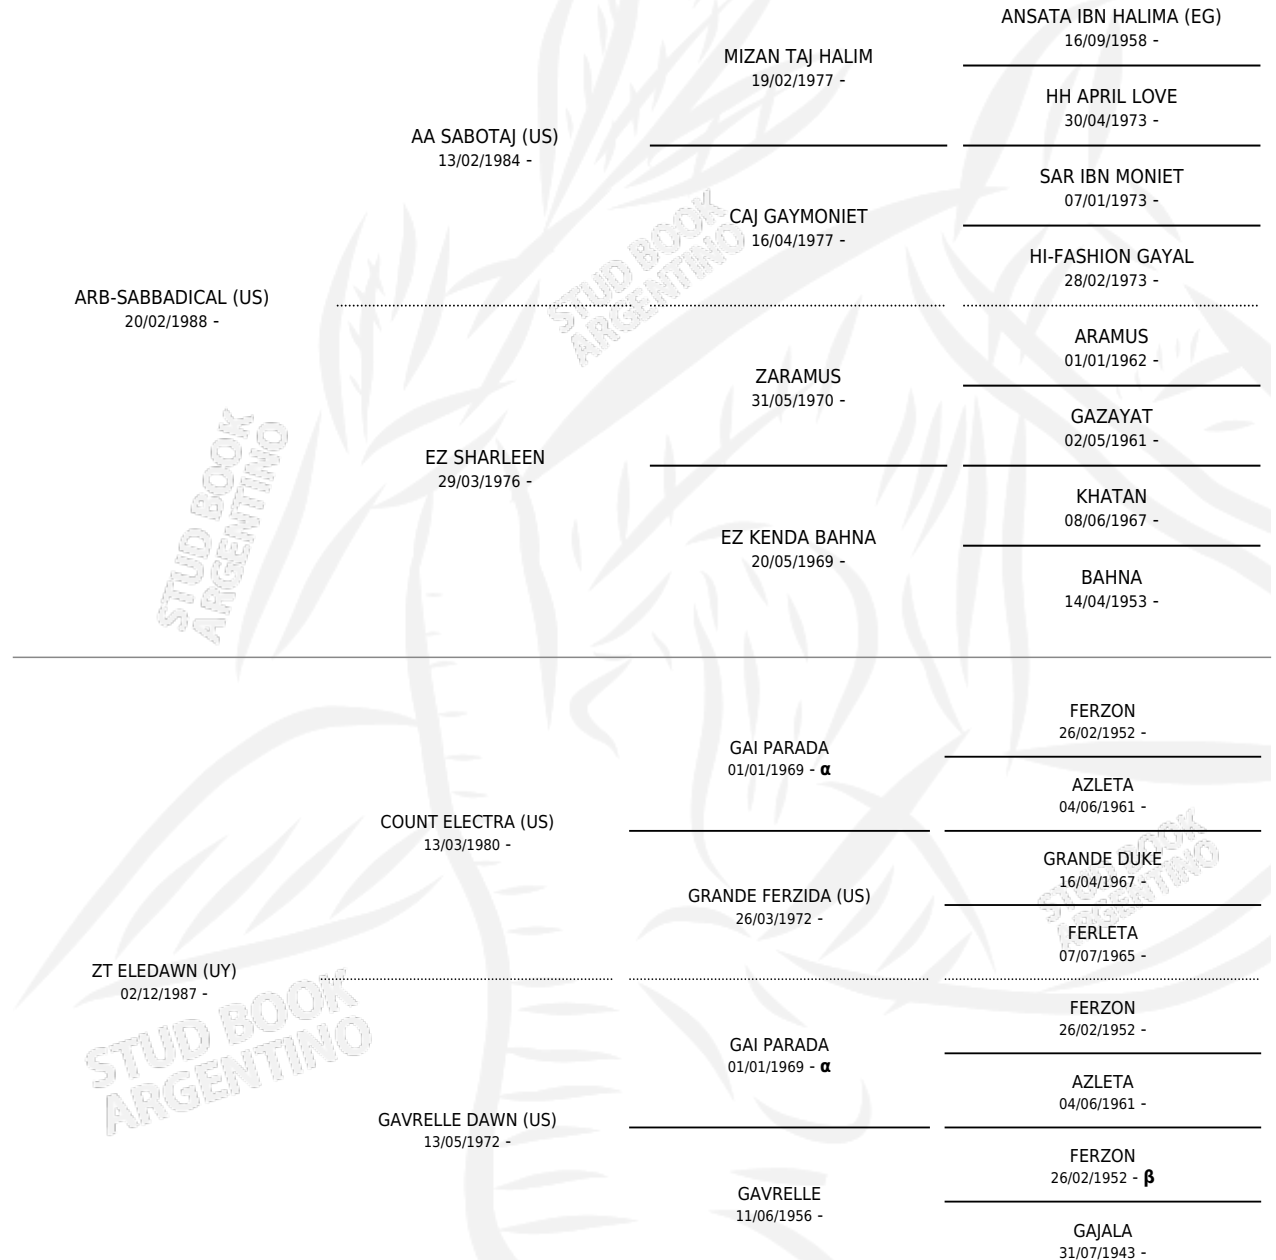 ANSATA IBN HALIMA (EG)
16/09/1958 -
MIZAN TAJ HALIM
19/02/1977 -
HH APRIL LOVE
30/04/1973 -
AA SABOTAJ (US)
13/02/1984 -
SAR IBN MONIET
07/01/1973 -
CAJ GAYMONIET
16/04/1977 -
HI-FASHION GAYAL
28/02/1973 -
ARB-SABBADICAL (US)
20/02/1988 -
ARAMUS
01/01/1962 -
ZARAMUS
31/05/1970 -
GAZAYAT
02/05/1961 -
EZ SHARLEEN
29/03/1976 -
KHATAN
08/06/1967 -
EZ KENDA BAHNA
20/05/1969 -
BAHNA
14/04/1953 -
FERZON
26/02/1952 -
GAI PARADA
01/01/1969 - α
AZLETA
04/06/1961 -
COUNT ELECTRA (US)
13/03/1980 -
GRANDE DUKE
16/04/1967 -
GRANDE FERZIDA (US)
26/03/1972 -
FERLETA
07/07/1965 -
ZT ELEDAWN (UY)
02/12/1987 -
FERZON
26/02/1952 -
GAI PARADA
01/01/1969 - α
AZLETA
04/06/1961 -
GAVRELLE DAWN (US)
13/05/1972 -
FERZON
26/02/1952 - β
GAVRELLE
11/06/1956 -
GAJALA
31/07/1943 -
STUD BOOK
ARGENTINO
STUD BOOK
ARGENTINO
STUD BOOK
ARGENTINO
STUD BOOK
ARGENTINO